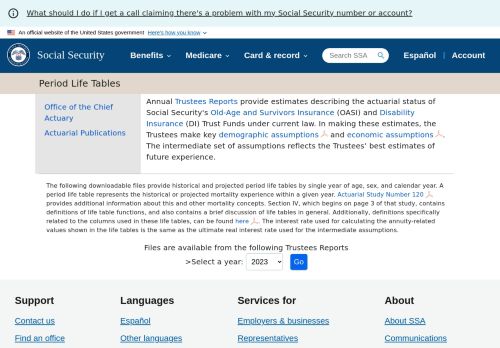 What should I do if I get a call claiming there's a problem with my Social Security number or account?
An official website of the United States government Here's how you know
Social Security
Benefits
Medicare
Card & record
Search SSA
Español
Account
Period Life Tables
Office of the Chief
Actuary
Actuarial Publications
Annual Trustees Reports provide estimates describing the actuarial status of
Social Security's Old-Age and Survivors Insurance (OASI) and Disability
Insurance (DI) Trust Funds under current law. In making these estimates, the
Trustees make key demographic assumptions and economic assumptions .
The intermediate set of assumptions reflects the Trustees' best estimates of
future experience.
The following downloadable files provide historical and projected period life tables by single year of age, sex, and calendar year. A
period life table represents the historical or projected mortality experience within a given year. Actuarial Study Number 120
provides additional information about this and other mortality concepts. Section IV, which begins on page 3 of that study, contains
definitions of life table functions, and also contains a brief discussion of life tables in general. Additionally, definitions specifically
related to the columns used in these life tables, can be found here . The interest rate used for calculating the annuity-related
values shown in the life tables is the same as the ultimate real interest rate used for the intermediate assumptions.
Files are available from the following Trustees Reports
>Select a year: 2023 Go
Support
Languages
Services for
About
Contact us
Español
Employers & businesses
About SSA
Find an office
Other languages
Representatives
Communications